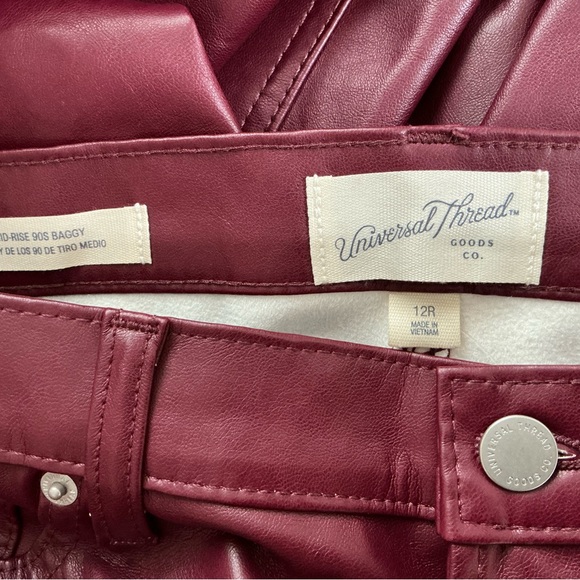 ID-RISE 90S BAGGY
Y DE LOS 90 DE TIRO MEDIO
Universal Thread™
GOODS
CO.
12R
MADE IN
VIETNAM
UNIVERSAL THREAD
GOODS CO.